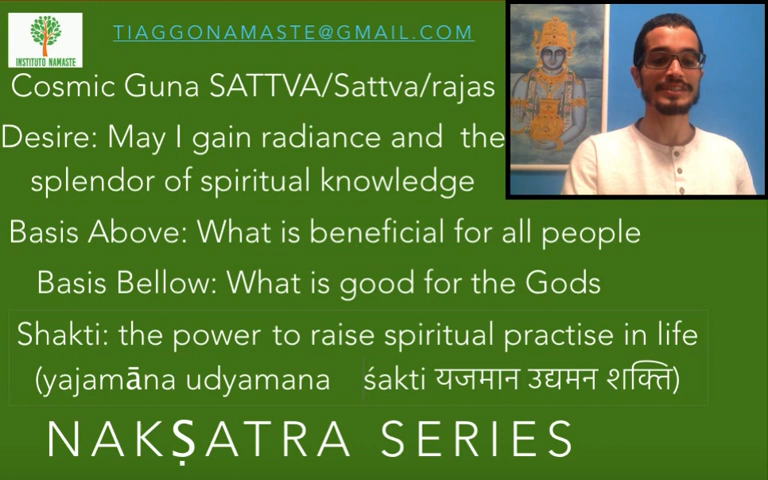 INSTITUTO NAMASTE
TIAGGONAMASTE@GMAIL.COM
Cosmic Guna SATTVA/Sattva/rajas
Desire: May I gain radiance and the
splendor of spiritual knowledge
Basis Above: What is beneficial for all people
Basis Bellow: What is good for the Gods
Shakti: the power to raise spiritual practise in life
(yajamāna udyamana śakti यजमान उद्यमन शक्ति)
NAKṢATRA SERIES